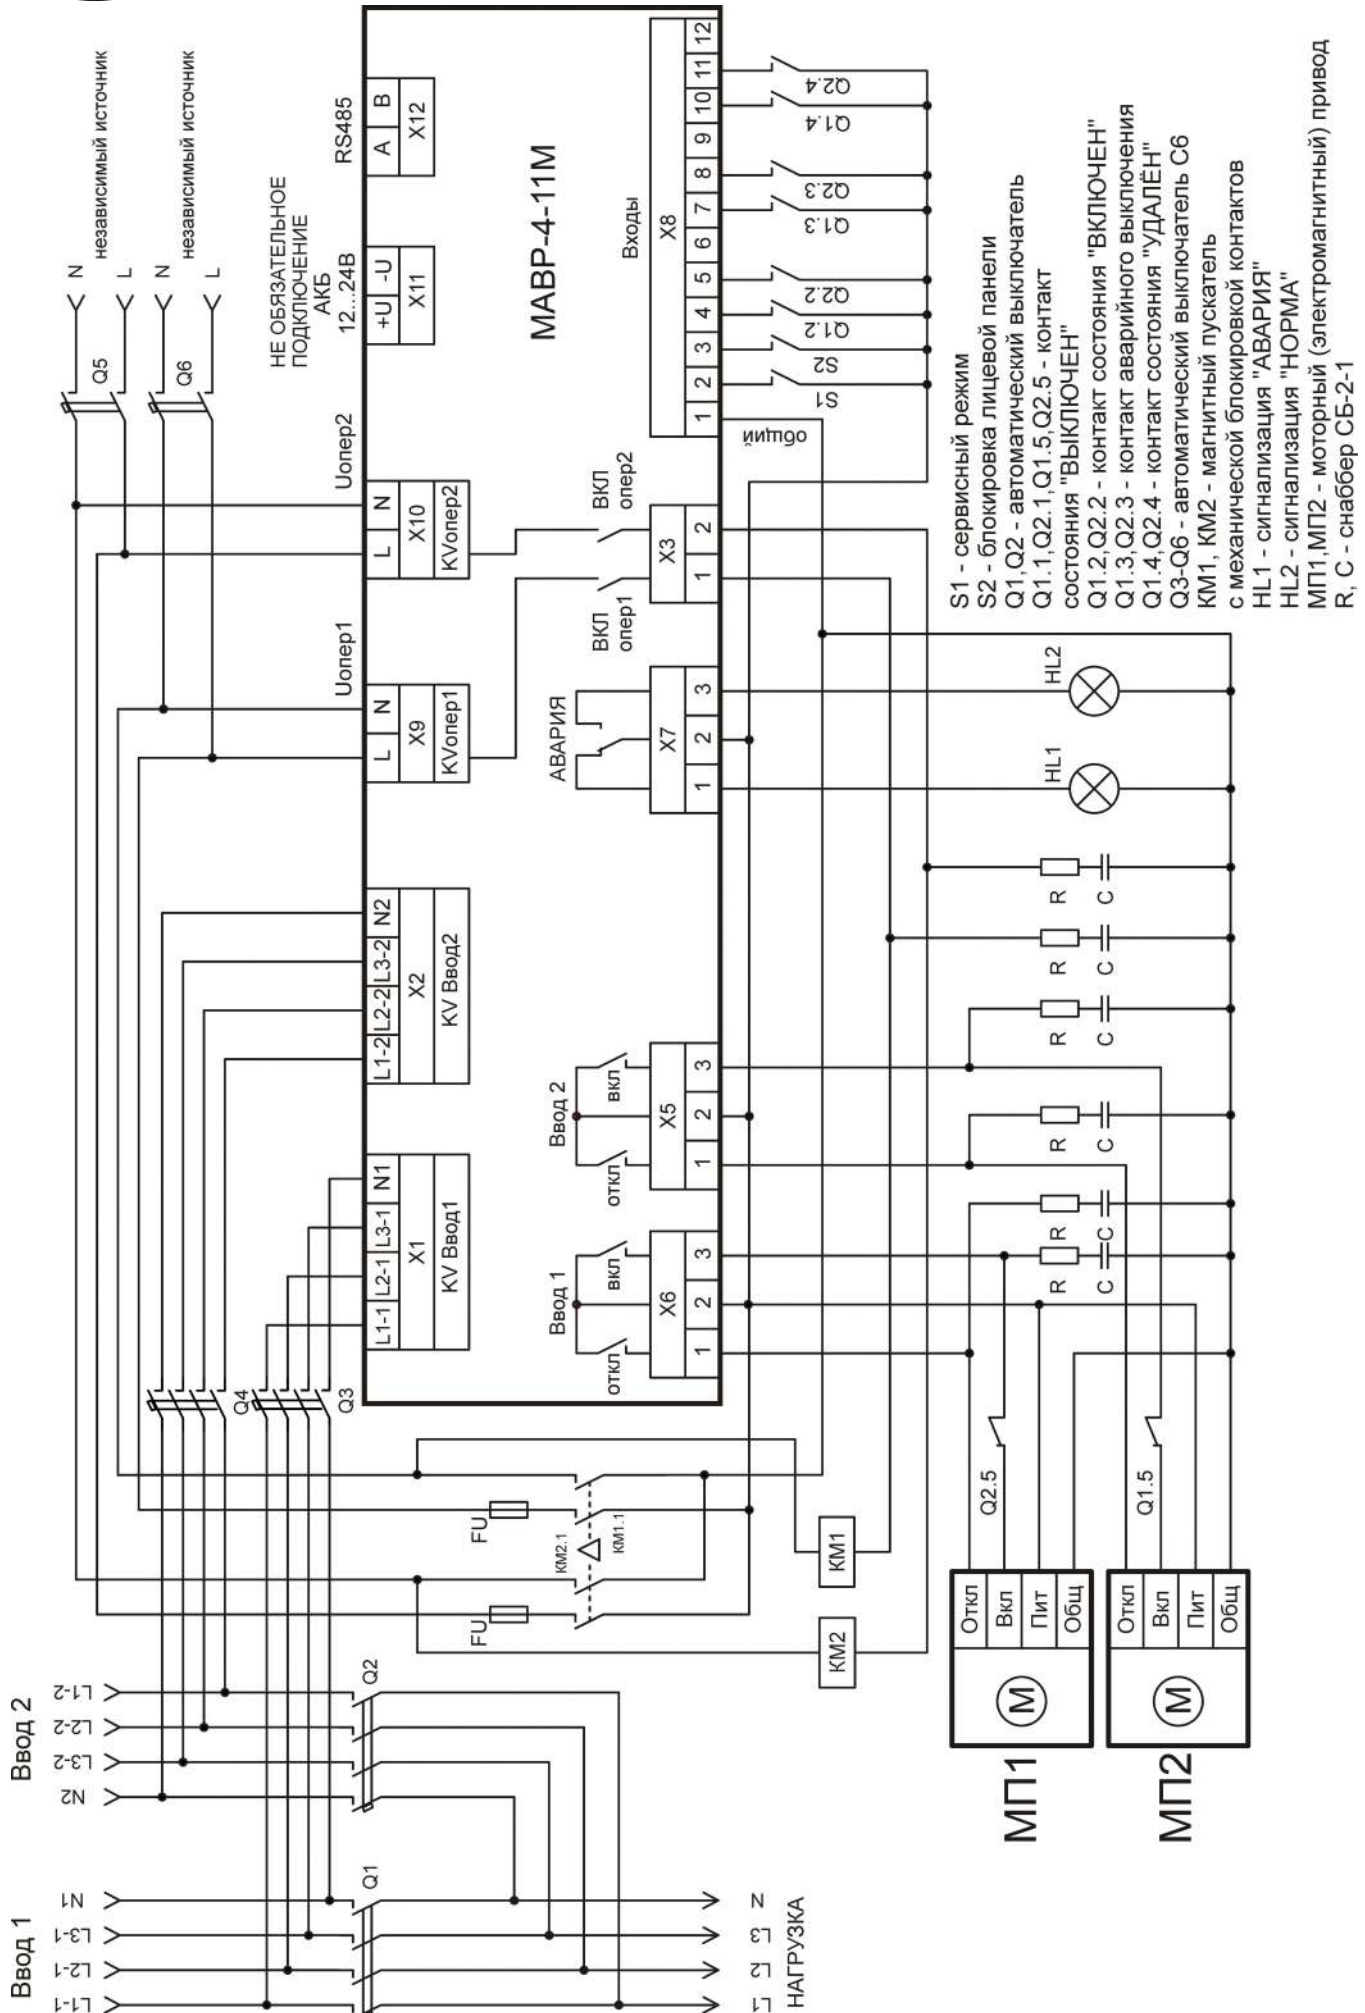 Ввод 1
L1-1
L2-1
L3-1
N1
Ввод 2
N2
L3-2
L2-2
L1-2
независимый источник
N
L
независимый источник
N
L
Q5
Q6
Q4
Q3
Q1
Q2
НАГРУЗКА
L1
L2
L3
N
FU
FU
KM2.1
KM1.1
KM1
KM2
НЕ ОБЯЗАТЕЛЬНОЕ
ПОДКЛЮЧЕНИЕ
АКБ
12...24В
RS485
Uопер1
Uопер2
L1-1 L2-1 L3-1 N1
X1
KV Ввод1
L1-2 L2-2 L3-2 N2
X2
KV Ввод2
L N
X9
KVопер1
L N
X10
KVопер2
+U -U
X11
A B
X12
МАВР-4-11М
Ввод 1
откл
вкл
X6
1 2 3
Ввод 2
откл
вкл
X5
1 2 3
АВАРИЯ
X7
1 2 3
ВКЛ
опер1
ВКЛ
опер2
X3
1 2
Входы
X8
1 2 3 4 5 6 7 8 9 10 11 12
общий
S1
S2
Q1.2
Q2.2
Q1.3
Q2.3
Q1.4
Q2.4
R C
R C
R C
R C
R C
R C
HL1
HL2
Q2.5
Q1.5
МП1
M
Откл
Вкл
Пит
Общ
МП2
M
Откл
Вкл
Пит
Общ
S1 - сервисный режим
S2 - блокировка лицевой панели
Q1,Q2 - автоматический выключатель
Q1.1,Q2.1,Q1.5,Q2.5 - контакт
состояния "ВЫКЛЮЧЕН"
Q1.2,Q2.2 - контакт состояния "ВКЛЮЧЕН"
Q1.3,Q2.3 - контакт аварийного выключения
Q1.4,Q2.4 - контакт состояния "УДАЛЁН"
Q3-Q6 - автоматический выключатель С6
KM1, KM2 - магнитный пускатель
с механической блокировкой контактов
HL1 - сигнализация "АВАРИЯ"
HL2 - сигнализация "НОРМА"
МП1,МП2 - моторный (электромагнитный) привод
R, C - снаббер СБ-2-1